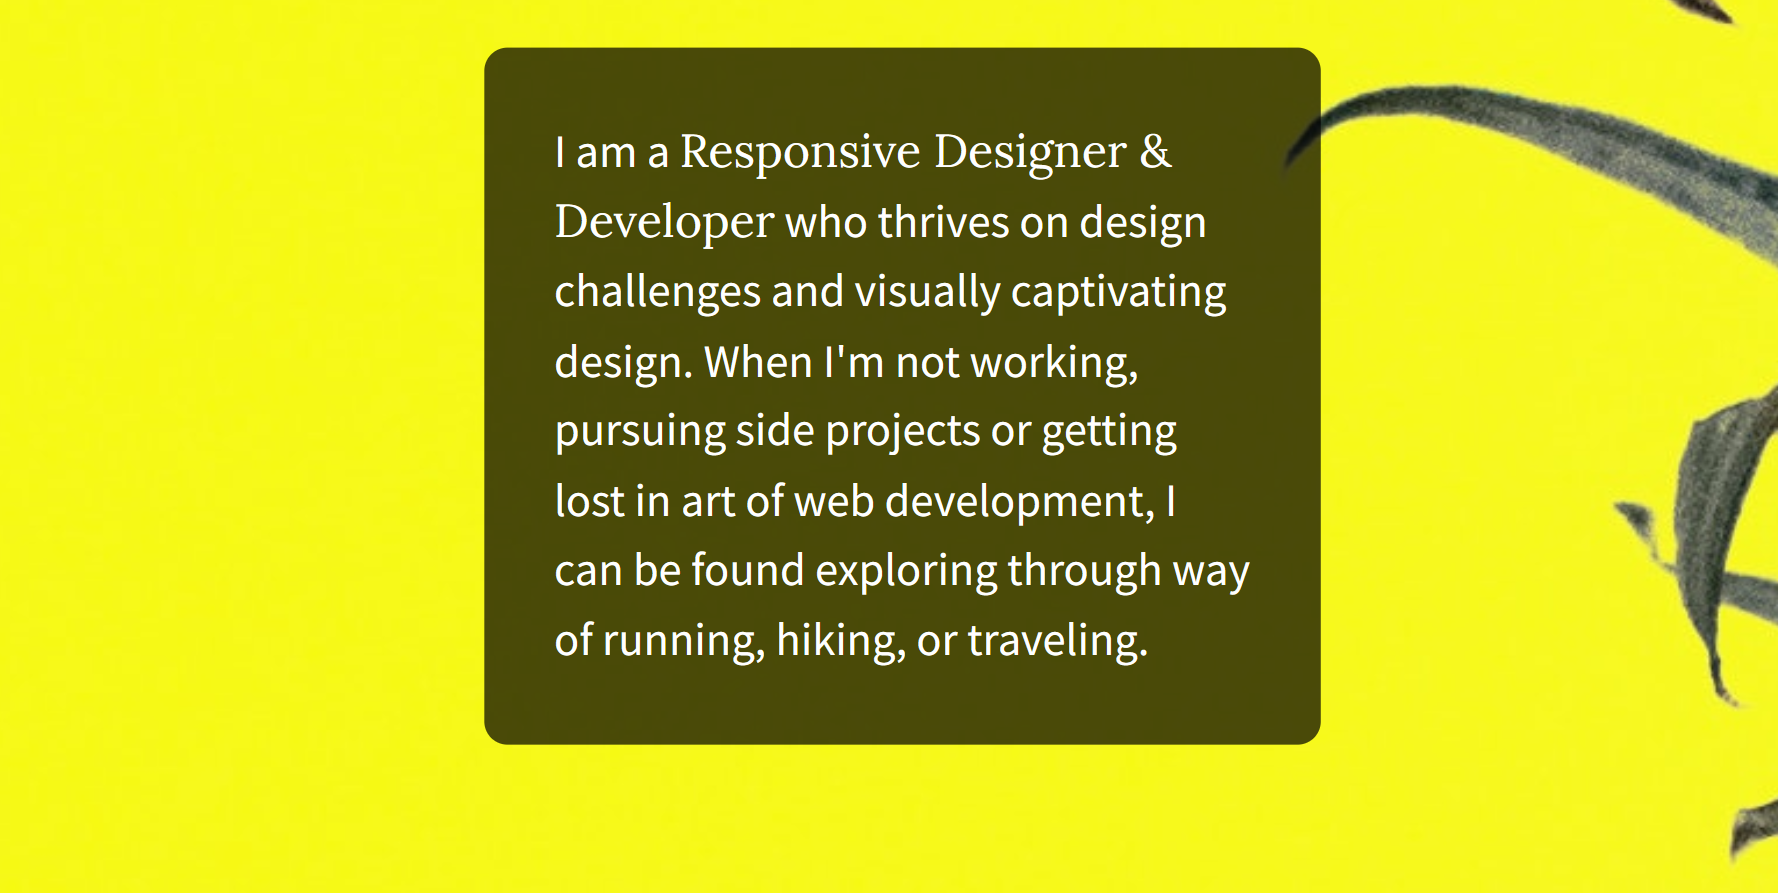 I am a Responsive Designer &
Developer who thrives on design
challenges and visually captivating
design. When I'm not working,
pursuing side projects or getting
lost in art of web development, I
can be found exploring through way
of running, hiking, or traveling.